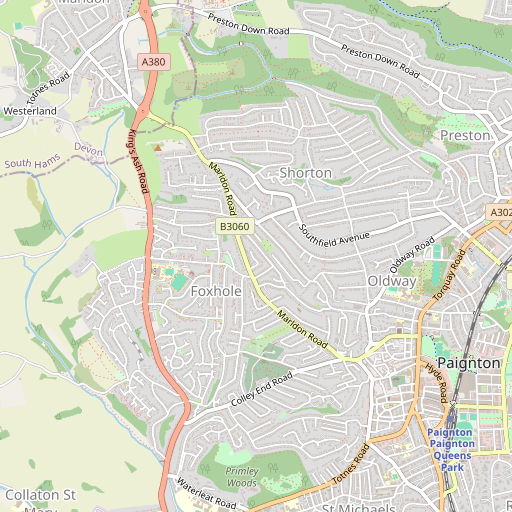 Marldon
Preston Down Road
Preston Down Road
A380
Totnes Road
Westerland
King's Ash Road
Preston
Devon
South Hams
Marldon Road
Shorton
A302
B3060
Southfield Avenue
Oldway Road
Torquay Road
Oldway
Foxhole
Marldon Road
Hyde Road
Paignton
Colley End Road
Paignton
Paignton
Queens
Park
Totnes Road
Primley
Woods
Collaton St
Mary
Waterleat Road
St Michaels